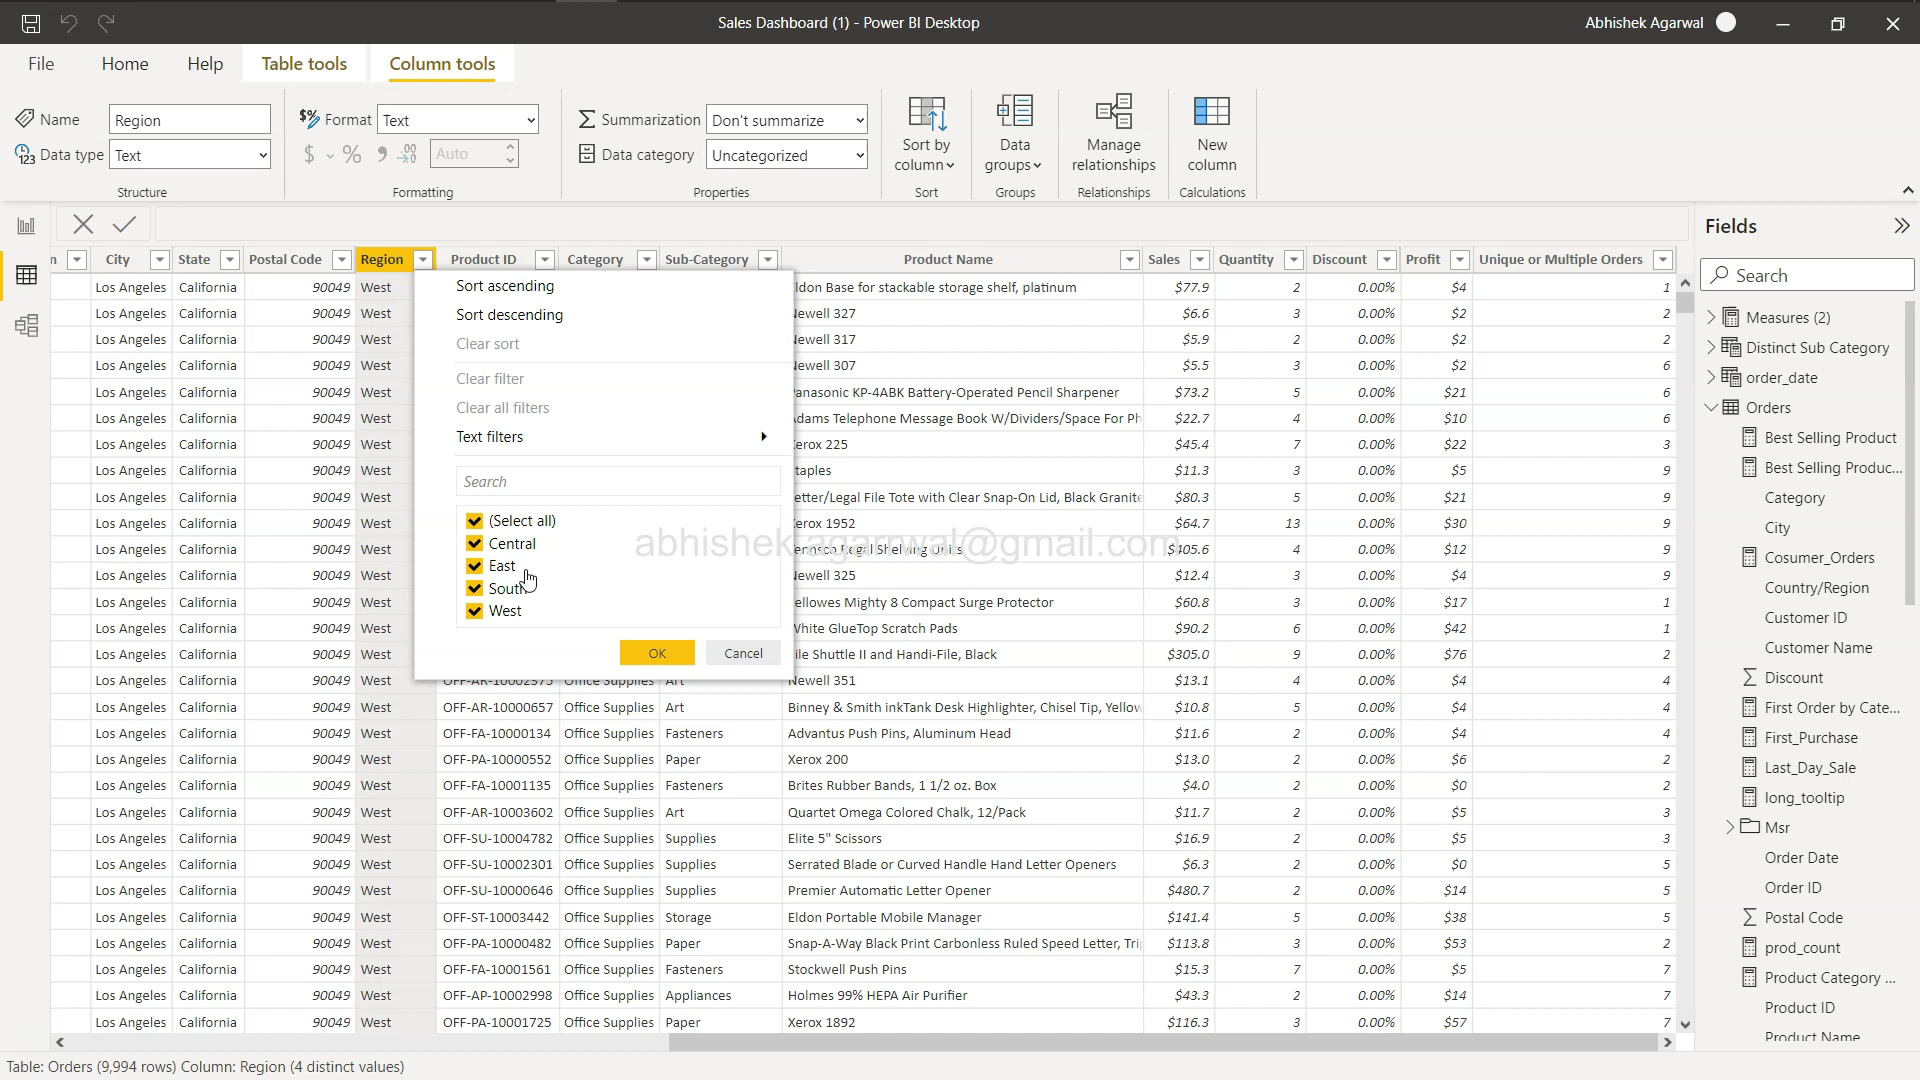 Sales Dashboard (1) - Power BI Desktop
Abhishek Agarwal
File Home Help Table tools Column tools
Name Region
Data type Text
Structure
Format Text
$ % Auto
Formatting
Summarization Don't summarize
Data category Uncategorized
Properties
Sort by
column
Sort
Data
groups
Groups
Manage
relationships
Relationships
New
column
Calculations
City State Postal Code Region Product ID Category Sub-Category Product Name Sales Quantity Discount Profit Unique or Multiple Orders
Los Angeles California 90049 West ldon Base for stackable storage shelf, platinum $77.9 2 0.00% $4 1
Los Angeles California 90049 West ewell 327 $6.6 3 0.00% $2 2
Los Angeles California 90049 West ewell 317 $5.9 2 0.00% $2 2
Los Angeles California 90049 West ewell 307 $5.5 3 0.00% $2 6
Los Angeles California 90049 West anasonic KP-4ABK Battery-Operated Pencil Sharpener $73.2 5 0.00% $21 6
Los Angeles California 90049 West dams Telephone Message Book W/Dividers/Space For Ph $22.7 4 0.00% $10 6
Los Angeles California 90049 West erox 225 $45.4 7 0.00% $22 3
Los Angeles California 90049 West taples $11.3 3 0.00% $5 9
Los Angeles California 90049 West etter/Legal File Tote with Clear Snap-On Lid, Black Granite $80.3 5 0.00% $21 9
Los Angeles California 90049 West erox 1952 $64.7 13 0.00% $30 9
Los Angeles California 90049 West ennsco Regal Shelving Units $405.6 4 0.00% $12 9
Los Angeles California 90049 West ewell 325 $12.4 3 0.00% $4 9
Los Angeles California 90049 West ellowes Mighty 8 Compact Surge Protector $60.8 3 0.00% $17 1
Los Angeles California 90049 West hite GlueTop Scratch Pads $90.2 6 0.00% $42 1
Los Angeles California 90049 West ile Shuttle II and Handi-File, Black $305.0 9 0.00% $76 2
Los Angeles California 90049 West OFF-AR-10002375 Office Supplies Art Newell 351 $13.1 4 0.00% $4 4
Los Angeles California 90049 West OFF-AR-10000657 Office Supplies Art Binney & Smith inkTank Desk Highlighter, Chisel Tip, Yellow $10.8 5 0.00% $4 4
Los Angeles California 90049 West OFF-FA-10000134 Office Supplies Fasteners Advantus Push Pins, Aluminum Head $11.6 2 0.00% $4 4
Los Angeles California 90049 West OFF-PA-10000552 Office Supplies Paper Xerox 200 $13.0 2 0.00% $6 2
Los Angeles California 90049 West OFF-FA-10001135 Office Supplies Fasteners Brites Rubber Bands, 1 1/2 oz. Box $4.0 2 0.00% $0 2
Los Angeles California 90049 West OFF-AR-10003602 Office Supplies Art Quartet Omega Colored Chalk, 12/Pack $11.7 2 0.00% $5 3
Los Angeles California 90049 West OFF-SU-10004782 Office Supplies Supplies Elite 5" Scissors $16.9 2 0.00% $5 3
Los Angeles California 90049 West OFF-SU-10002301 Office Supplies Supplies Serrated Blade or Curved Handle Hand Letter Openers $6.3 2 0.00% $0 5
Los Angeles California 90049 West OFF-SU-10000646 Office Supplies Supplies Premier Automatic Letter Opener $480.7 2 0.00% $14 5
Los Angeles California 90049 West OFF-ST-10003442 Office Supplies Storage Eldon Portable Mobile Manager $141.4 5 0.00% $38 5
Los Angeles California 90049 West OFF-PA-10000482 Office Supplies Paper Snap-A-Way Black Print Carbonless Ruled Speed Letter, Tri $113.8 3 0.00% $53 2
Los Angeles California 90049 West OFF-FA-10001561 Office Supplies Fasteners Stockwell Push Pins $15.3 7 0.00% $5 7
Los Angeles California 90049 West OFF-AP-10002998 Office Supplies Appliances Holmes 99% HEPA Air Purifier $43.3 2 0.00% $14 7
Los Angeles California 90049 West OFF-PA-10001725 Office Supplies Paper Xerox 1892 $116.3 3 0.00% $57 7
Sort ascending
Sort descending
Clear sort
Clear filter
Clear all filters
Text filters
Search
(Select all)
Central
East
South
West
OK Cancel
Fields
Search
Measures (2)
Distinct Sub Category
order_date
Orders
Best Selling Product
Best Selling Produc...
Category
City
Cosumer_Orders
Country/Region
Customer ID
Customer Name
Discount
First Order by Cate...
First_Purchase
Last_Day_Sale
long_tooltip
Msr
Order Date
Order ID
Postal Code
prod_count
Product Category ...
Product ID
Product Name
Table: Orders (9,994 rows) Column: Region (4 distinct values)